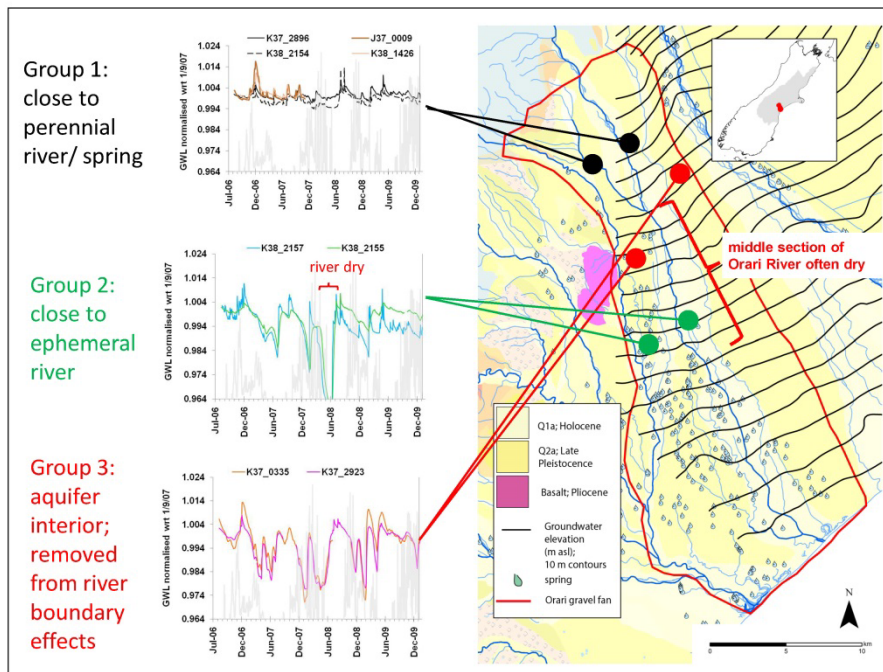 Group 1:
close to
perennial
river/ spring
K37_2896
J37_0009
K38_2154
K38_1426
GWL normalised wrt 1/9/07
1.024
1.014
1.004
0.994
0.984
0.974
0.964
Jul-06
Dec-06
Jun-07
Dec-07
Jun-08
Dec-08
Jun-09
Dec-09
Group 2:
close to
ephemeral
river
K38_2157
K38_2155
river dry
GWL normalised wrt 1/9/07
1.024
1.014
1.004
0.994
0.984
0.974
0.964
Jul-06
Dec-06
Jun-07
Dec-07
Jun-08
Dec-08
Jun-09
Dec-09
Group 3:
aquifer
interior;
removed
from river
boundary
effects
K37_0335
K37_2923
GWL normalised wrt 1/9/07
1.024
1.014
1.004
0.994
0.984
0.974
0.964
Jul-06
Dec-06
Jun-07
Dec-07
Jun-08
Dec-08
Jun-09
Dec-09
middle section of
Orari River often dry
Q1a; Holocene
Q2a; Late
Pleistocence
Basalt; Pliocene
Groundwater
elevation
(m asl);
10 m contours
spring
Orari gravel fan
N
0
5
10
km